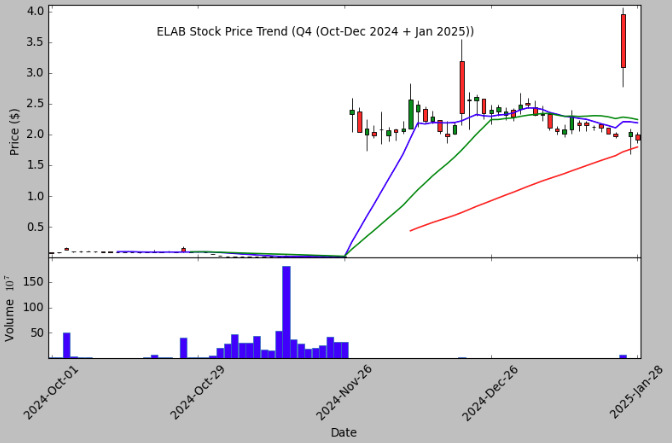 ELAB Stock Price Trend (Q4 (Oct-Dec 2024 + Jan 2025))
Price ($)
4.0
3.5
3.0
2.5
2.0
1.5
1.0
0.5
Volume 10^7
150
100
50
2024-Oct-01
2024-Oct-29
2024-Nov-26
2024-Dec-26
2025-Jan-28
Date